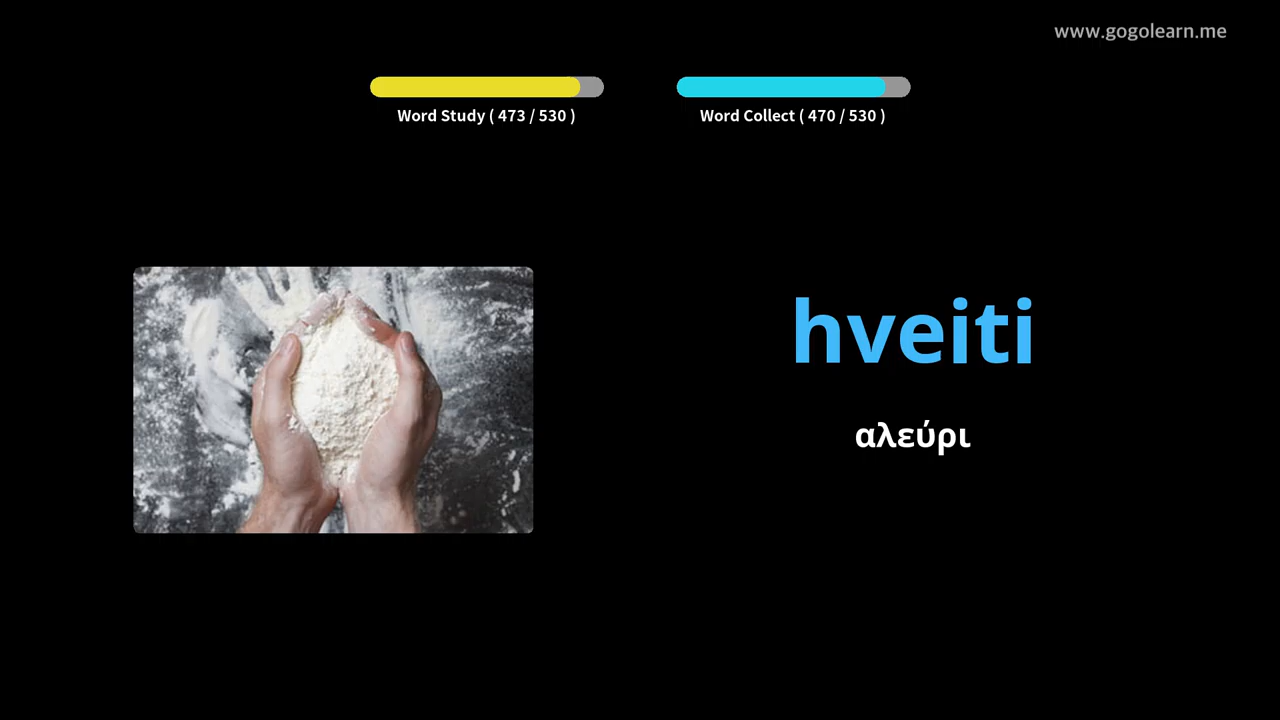 www.gogolearn.me
Word Study ( 473 / 530 )
Word Collect ( 470 / 530 )
hveiti
αλεύρι